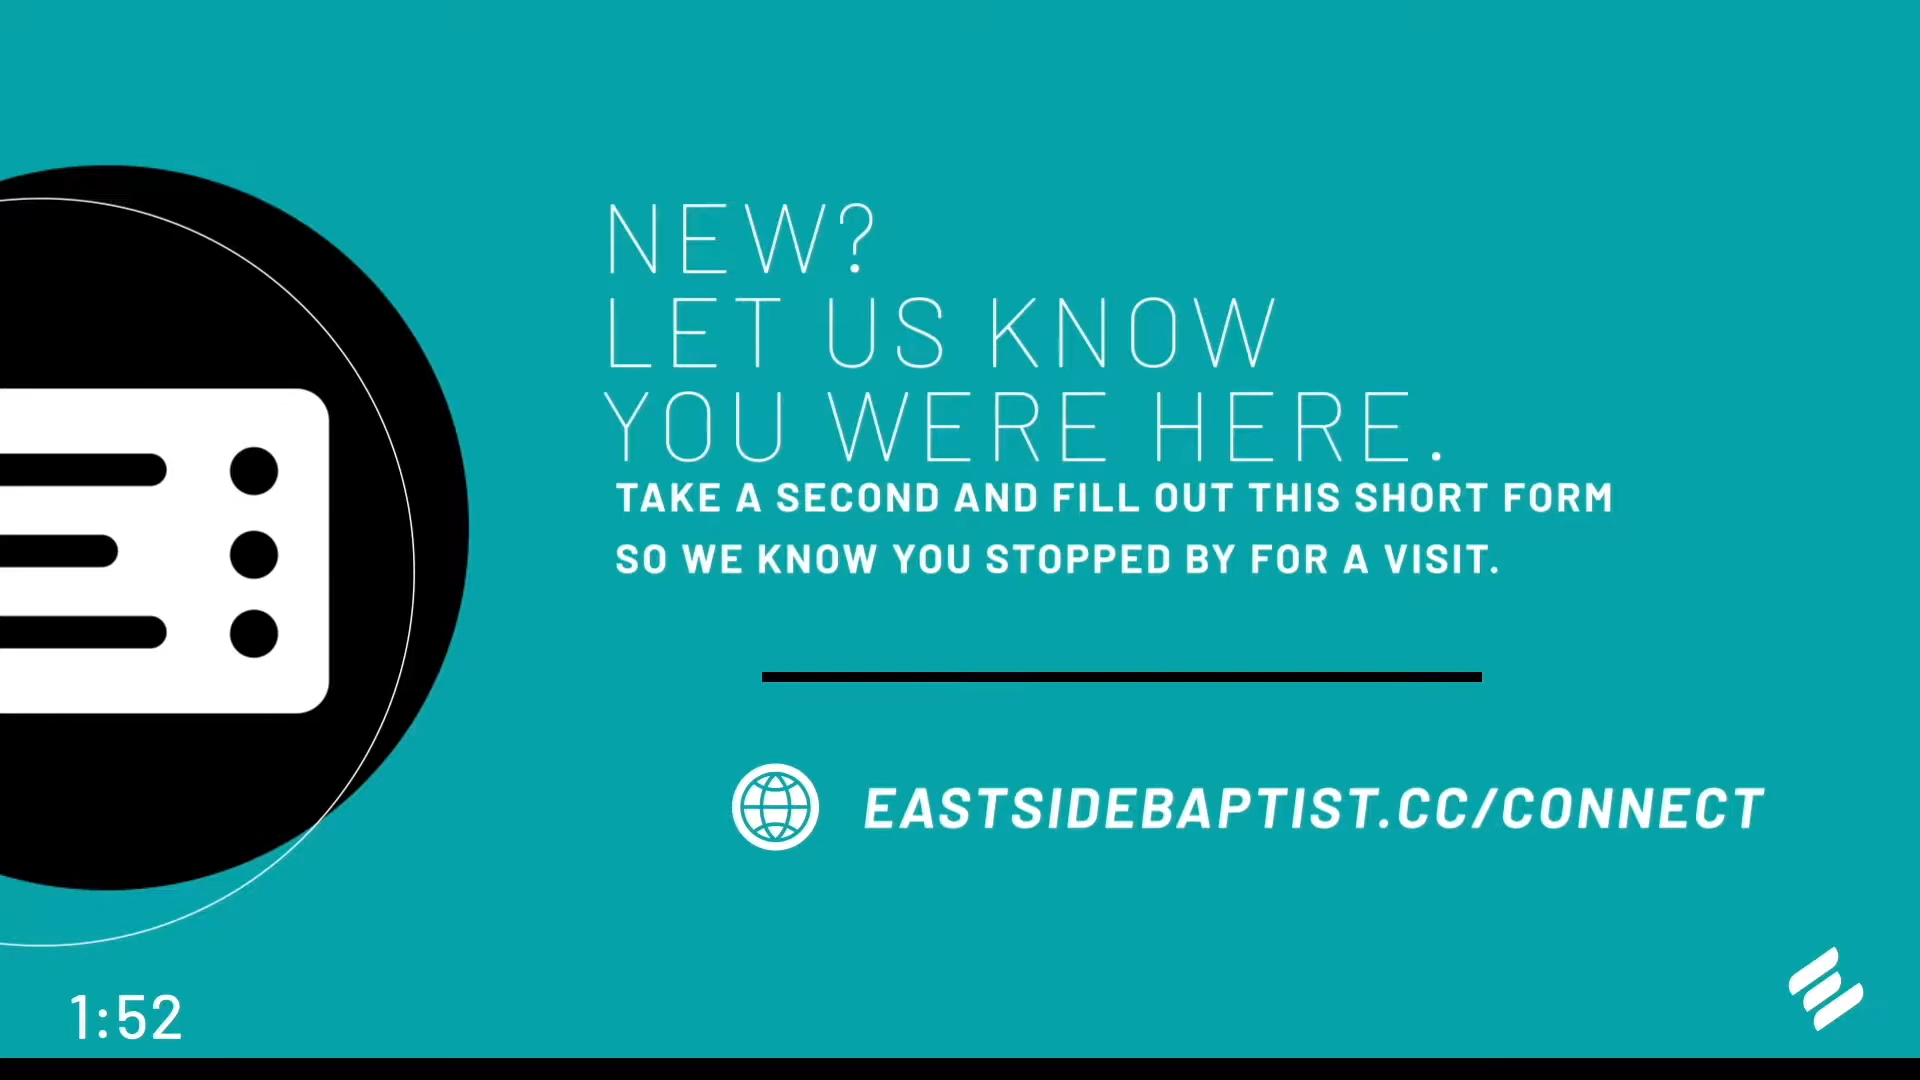 NEW?
LET US KNOW
YOU WERE HERE.
TAKE A SECOND AND FILL OUT THIS SHORT FORM
SO WE KNOW YOU STOPPED BY FOR A VISIT.
EASTSIDEBAPTIST.CC/CONNECT
1:52